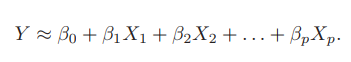 Y ≈ β₀ + β₁X₁ + β₂X₂ + . . . + βₚXₚ.